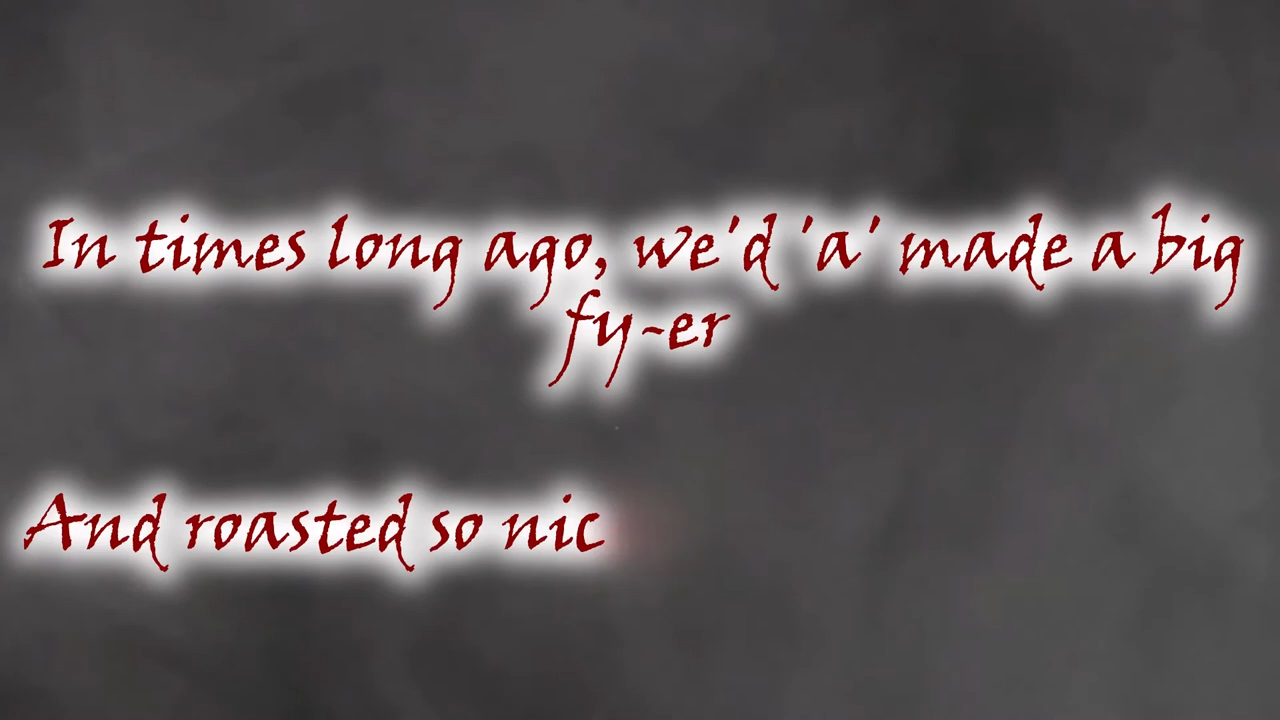 In times long ago, we'd 'a' made a big
fy-er
And roasted so nic